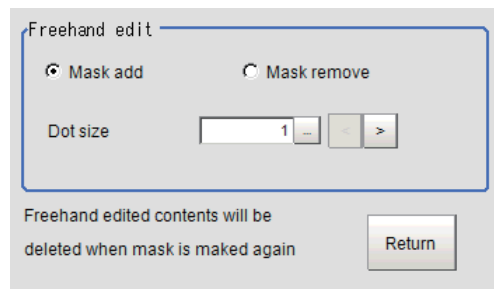 Freehand edit
Mask add Mask remove
Dot size 1 ... < >
Freehand edited contents will be
deleted when mask is maked again
Return